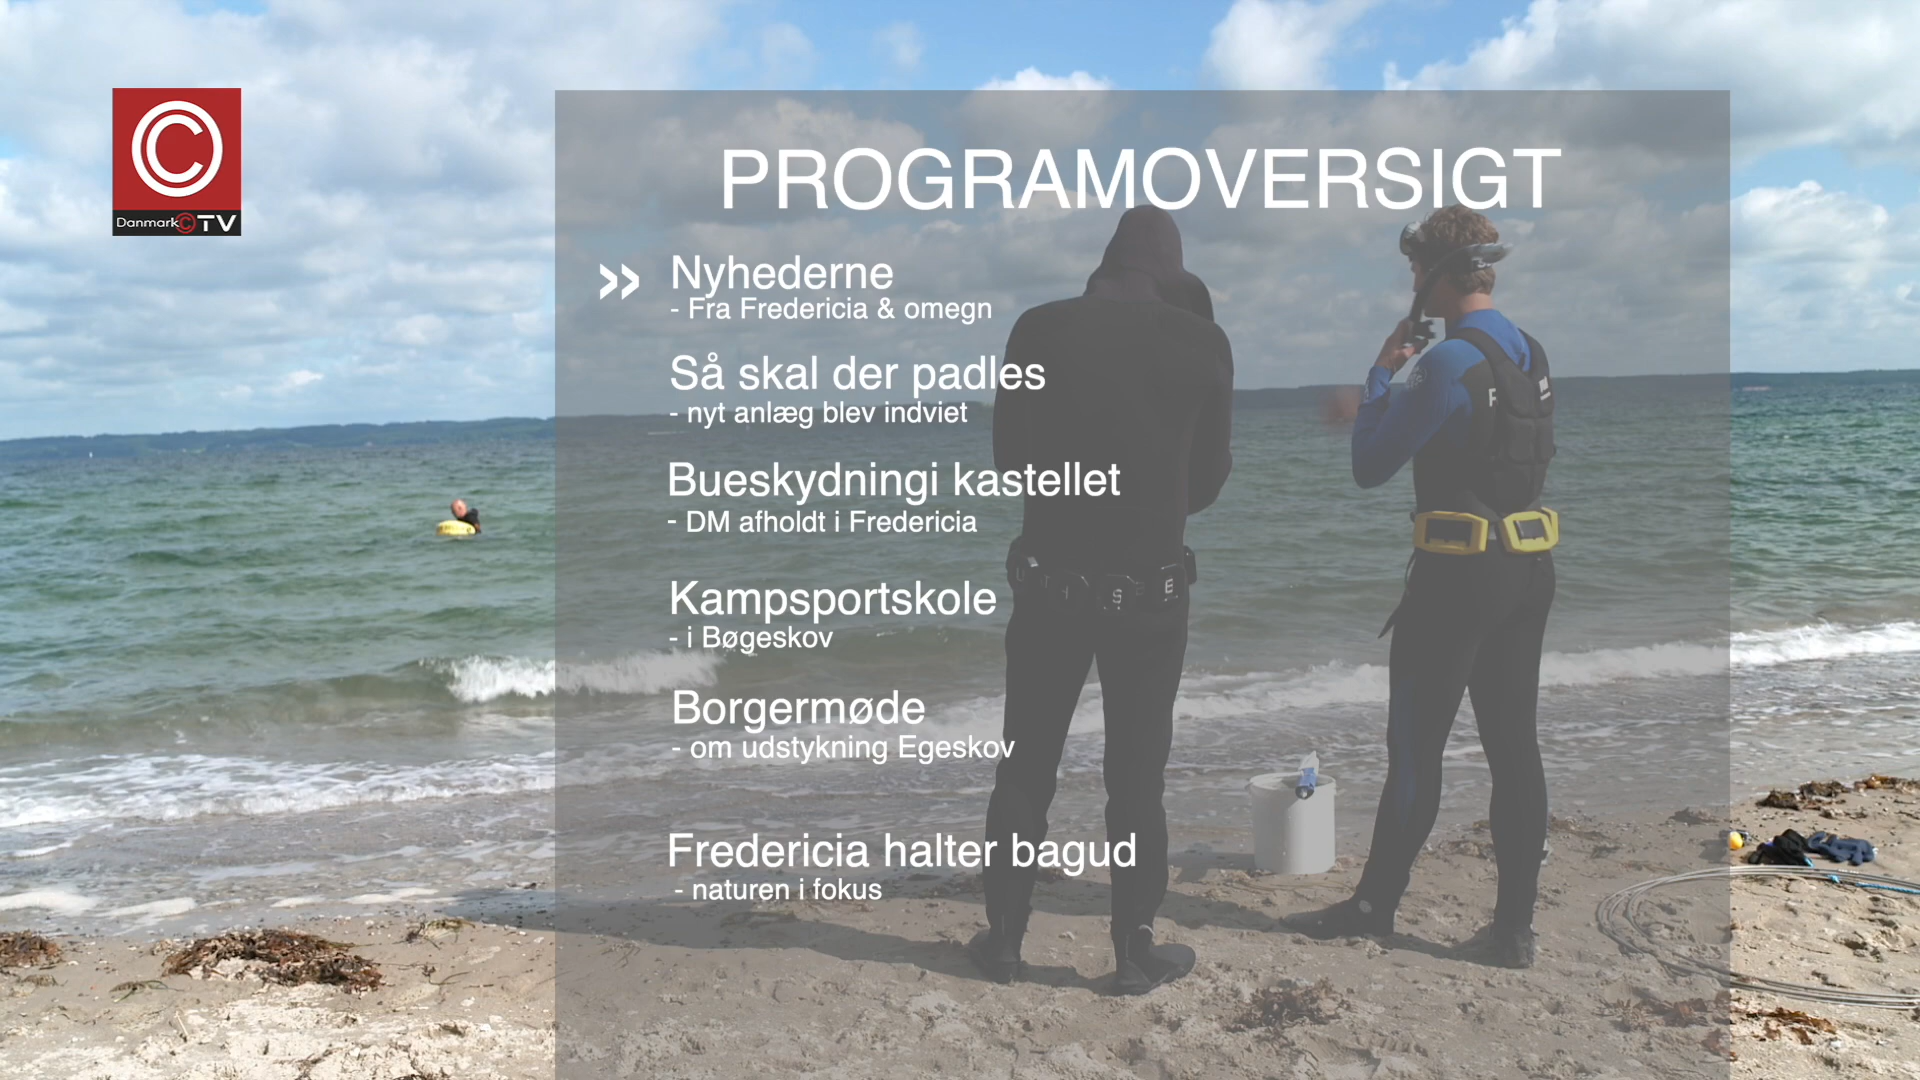 ©
Danmark©TV
PROGRAMOVERSIGT
» Nyhederne
- Fra Fredericia & omegn
Så skal der padles
- nyt anlæg blev indviet
Bueskydningi kastellet
- DM afholdt i Fredericia
Kampsportskole
- i Bøgeskov
Borgermøde
- om udstykning Egeskov
Fredericia halter bagud
- naturen i fokus